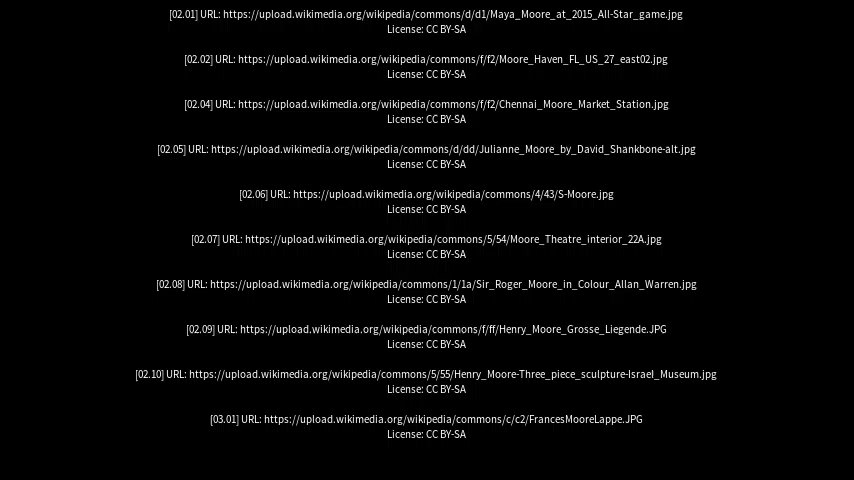 [02.01] URL: https://upload.wikimedia.org/wikipedia/commons/d/d1/Maya_Moore_at_2015_All-Star_game.jpg
License: CC BY-SA
[02.02] URL: https://upload.wikimedia.org/wikipedia/commons/f/f2/Moore_Haven_FL_US_27_east02.jpg
License: CC BY-SA
[02.04] URL: https://upload.wikimedia.org/wikipedia/commons/f/f2/Chennai_Moore_Market_Station.jpg
License: CC BY-SA
[02.05] URL: https://upload.wikimedia.org/wikipedia/commons/d/dd/Julianne_Moore_by_David_Shankbone-alt.jpg
License: CC BY-SA
[02.06] URL: https://upload.wikimedia.org/wikipedia/commons/4/43/S-Moore.jpg
License: CC BY-SA
[02.07] URL: https://upload.wikimedia.org/wikipedia/commons/5/54/Moore_Theatre_interior_22A.jpg
License: CC BY-SA
[02.08] URL: https://upload.wikimedia.org/wikipedia/commons/1/1a/Sir_Roger_Moore_in_Colour_Allan_Warren.jpg
License: CC BY-SA
[02.09] URL: https://upload.wikimedia.org/wikipedia/commons/f/ff/Henry_Moore_Grosse_Liegende.JPG
License: CC BY-SA
[02.10] URL: https://upload.wikimedia.org/wikipedia/commons/5/55/Henry_Moore-Three_piece_sculpture-Israel_Museum.jpg
License: CC BY-SA
[03.01] URL: https://upload.wikimedia.org/wikipedia/commons/c/c2/FrancesMooreLappe.JPG
License: CC BY-SA